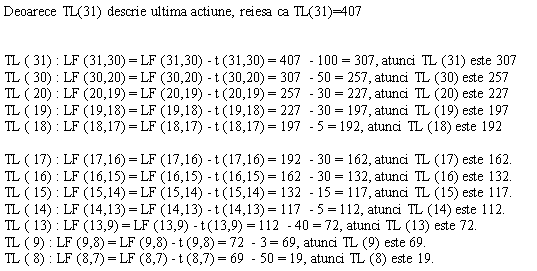 Deoarece TL(31) descrie ultima actiune, reiesa ca TL(31)=407
TL ( 31) : LF (31,30) = LF (31,30) - t (31,30) = 407 - 100 = 307, atunci TL (31) este 307
TL ( 30) : LF (30,20) = LF (30,20) - t (30,20) = 307 - 50 = 257, atunci TL (30) este 257
TL ( 20) : LF (20,19) = LF (20,19) - t (20,19) = 257 - 30 = 227, atunci TL (20) este 227
TL ( 19) : LF (19,18) = LF (19,18) - t (19,18) = 227 - 30 = 197, atunci TL (19) este 197
TL ( 18) : LF (18,17) = LF (18,17) - t (18,17) = 197 - 5 = 192, atunci TL (18) este 192
TL ( 17) : LF (17,16) = LF (17,16) - t (17,16) = 192 - 30 = 162, atunci TL (17) este 162.
TL ( 16) : LF (16,15) = LF (16,15) - t (16,15) = 162 - 30 = 132, atunci TL (16) este 132.
TL ( 15) : LF (15,14) = LF (15,14) - t (15,14) = 132 - 15 = 117, atunci TL (15) este 117.
TL ( 14) : LF (14,13) = LF (14,13) - t (14,13) = 117 - 5 = 112, atunci TL (14) este 112.
TL ( 13) : LF (13,9) = LF (13,9) - t (13,9) = 112 - 40 = 72, atunci TL (13) este 72.
TL ( 9) : LF (9,8) = LF (9,8) - t (9,8) = 72 - 3 = 69, atunci TL (9) este 69.
TL ( 8) : LF (8,7) = LF (8,7) - t (8,7) = 69 - 50 = 19, atunci TL (8) este 19.